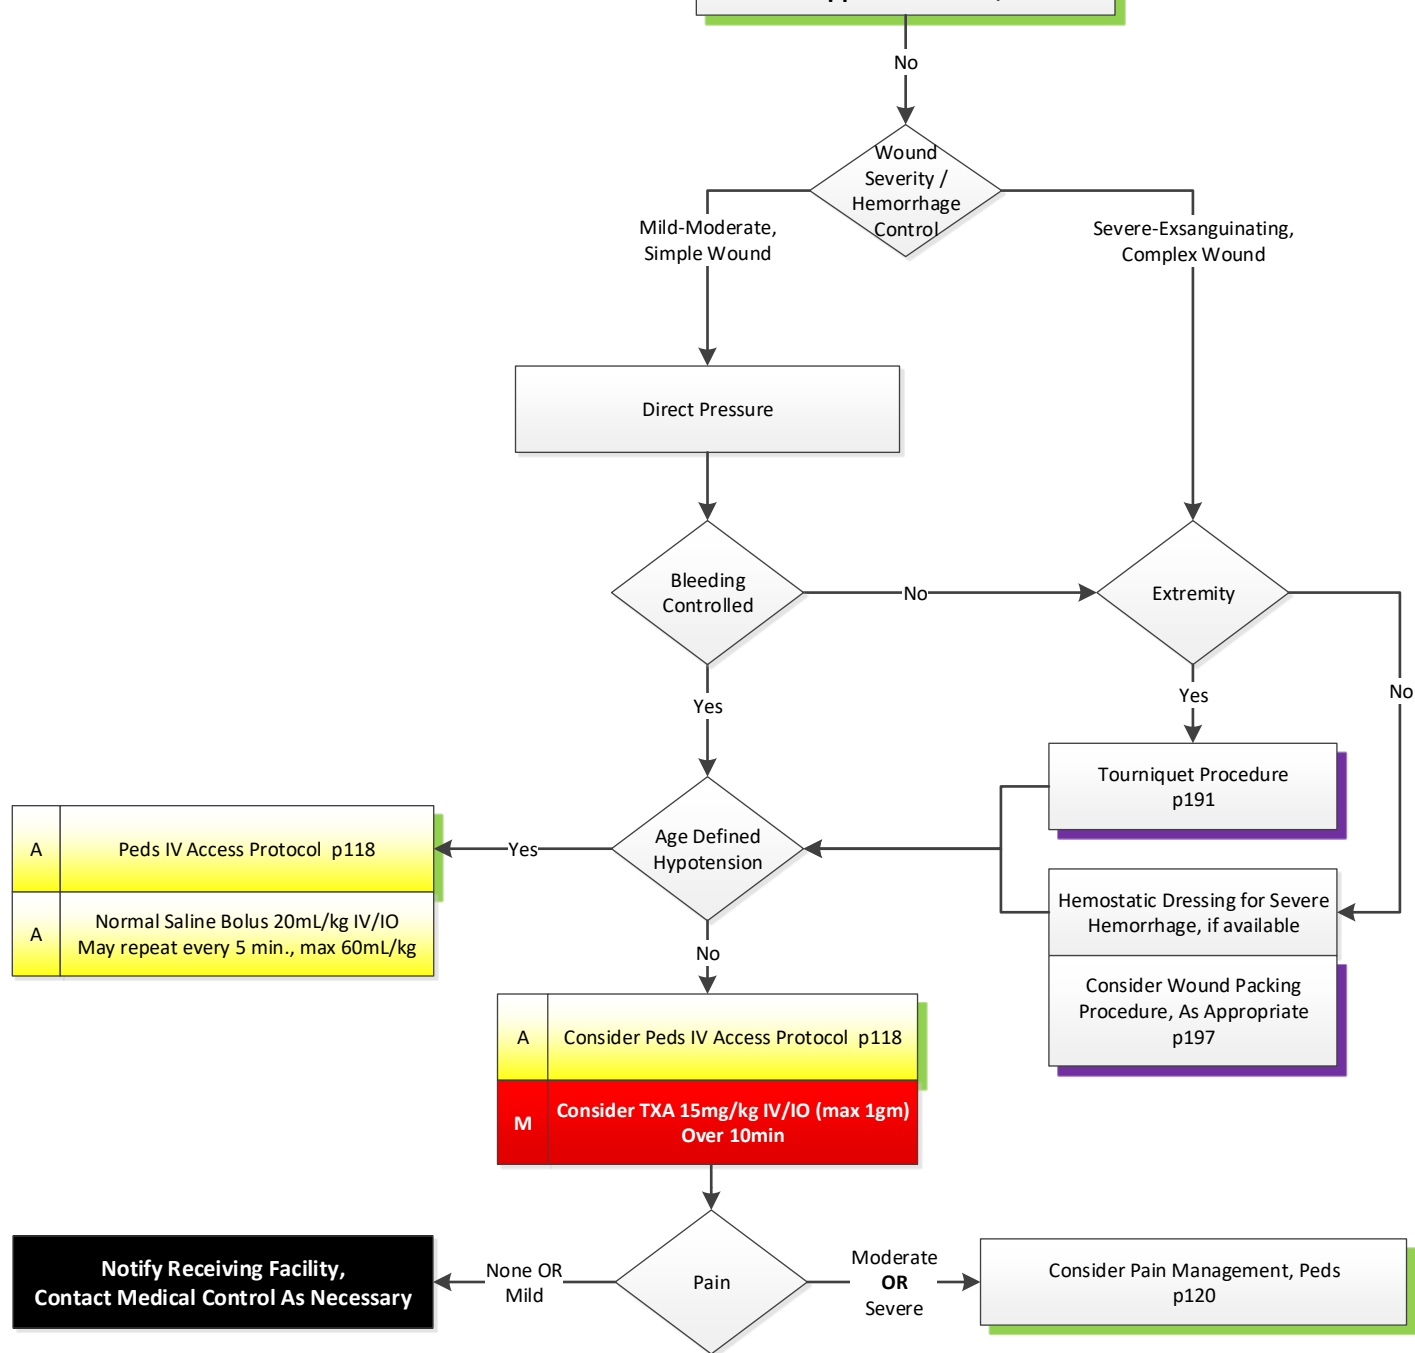 No
Wound
Severity /
Hemorrhage
Control
Mild-Moderate,
Simple Wound
Severe-Exsanguinating,
Complex Wound
Direct Pressure
Bleeding
Controlled
No
Extremity
Yes
Yes
No
Tourniquet Procedure
p191
A
Peds IV Access Protocol p118
Yes
Age Defined
Hypotension
A
Normal Saline Bolus 20mL/kg IV/IO
May repeat every 5 min., max 60mL/kg
Hemostatic Dressing for Severe
Hemorrhage, if available
No
Consider Wound Packing
Procedure, As Appropriate
p197
A
Consider Peds IV Access Protocol p118
M
Consider TXA 15mg/kg IV/IO (max 1gm)
Over 10min
Notify Receiving Facility,
Contact Medical Control As Necessary
None OR
Mild
Pain
Moderate
OR
Severe
Consider Pain Management, Peds
p120